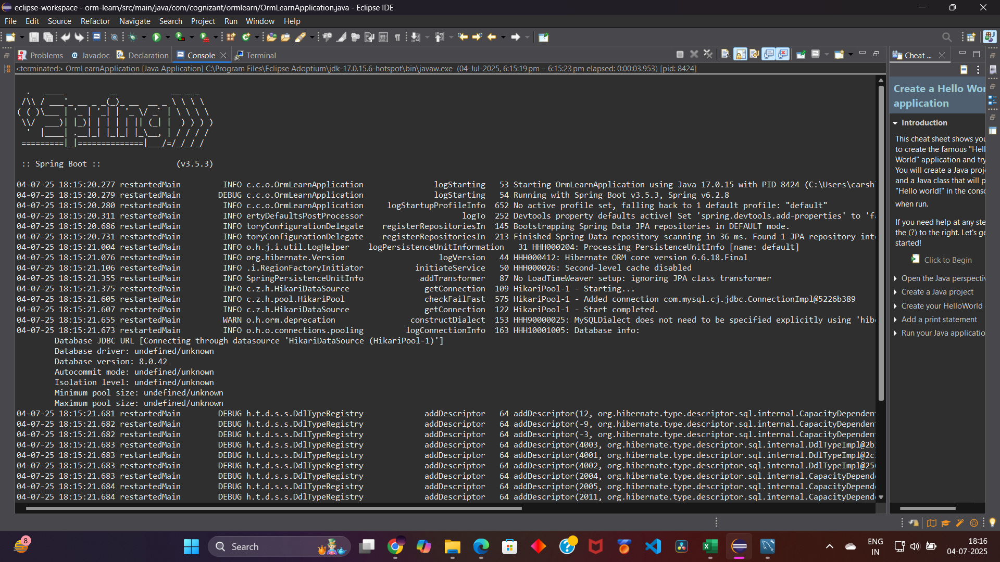 eclipse-workspace - orm-learn/src/main/java/com/cognizant/ormlearn/OrmLearnApplication.java - Eclipse IDE
File Edit Source Refactor Navigate Search Project Run Window Help
Problems @ Javadoc Declaration Console Terminal
<terminated> OrmLearnApplication [Java Application] C:\Program Files\Eclipse Adoptium\jdk-17.0.15.6-hotspot\bin\javaw.exe (04-Jul-2025, 6:15:19 pm – 6:15:23 pm elapsed: 0:00:03.953) [pid: 8424]
Spring
:: Spring Boot :: (v3.5.3)
04-07-25 18:15:20.277 restartedMain INFO c.c.o.OrmLearnApplication logStarting 53 Starting OrmLearnApplication using Java 17.0.15 with PID 8424 (C:\Users\carsh
04-07-25 18:15:20.279 restartedMain DEBUG c.c.o.OrmLearnApplication logStarting 54 Running with Spring Boot v3.5.3, Spring v6.2.8
04-07-25 18:15:20.280 restartedMain INFO c.c.o.OrmLearnApplication logStartupProfileInfo 652 No active profile set, falling back to 1 default profile: "default"
04-07-25 18:15:20.311 restartedMain INFO ertyDefaultsPostProcessor logTo 252 Devtools property defaults active! Set 'spring.devtools.add-properties' to 'f
04-07-25 18:15:20.686 restartedMain INFO toryConfigurationDelegate registerRepositoriesIn 145 Bootstrapping Spring Data JPA repositories in DEFAULT mode.
04-07-25 18:15:20.731 restartedMain INFO toryConfigurationDelegate registerRepositoriesIn 213 Finished Spring Data repository scanning in 36 ms. Found 1 JPA repository int
04-07-25 18:15:21.004 restartedMain INFO o.h.j.i.util.LogHelper logPersistenceUnitInformation 31 HHH000204: Processing PersistenceUnitInfo [name: default]
04-07-25 18:15:21.076 restartedMain INFO org.hibernate.Version logVersion 44 HHH000412: Hibernate ORM core version 6.6.18.Final
04-07-25 18:15:21.106 restartedMain INFO .i.RegionFactoryInitiator initiateService 50 HHH000026: Second-level cache disabled
04-07-25 18:15:21.355 restartedMain INFO SpringPersistenceUnitInfo addTransformer 87 No LoadTimeWeaver setup: ignoring JPA class transformer
04-07-25 18:15:21.375 restartedMain INFO c.z.h.HikariDataSource getConnection 109 HikariPool-1 - Starting...
04-07-25 18:15:21.605 restartedMain INFO c.z.h.pool.HikariPool checkFailFast 575 HikariPool-1 - Added connection com.mysql.cj.jdbc.ConnectionImpl@5226b389
04-07-25 18:15:21.607 restartedMain INFO c.z.h.HikariDataSource getConnection 122 HikariPool-1 - Start completed.
04-07-25 18:15:21.655 restartedMain WARN o.h.orm.deprecation constructDialect 153 HHH90000025: MySQLDialect does not need to be specified explicitly using 'hib
04-07-25 18:15:21.673 restartedMain INFO o.h.o.connections.pooling logConnectionInfo 163 HHH10001005: Database info:
Database JDBC URL [Connecting through datasource 'HikariDataSource (HikariPool-1)']
Database driver: undefined/unknown
Database version: 8.0.42
Autocommit mode: undefined/unknown
Isolation level: undefined/unknown
Minimum pool size: undefined/unknown
Maximum pool size: undefined/unknown
04-07-25 18:15:21.681 restartedMain DEBUG h.t.d.s.s.DdlTypeRegistry addDescriptor 64 addDescriptor(12, org.hibernate.type.descriptor.sql.internal.CapacityDependen
04-07-25 18:15:21.682 restartedMain DEBUG h.t.d.s.s.DdlTypeRegistry addDescriptor 64 addDescriptor(-9, org.hibernate.type.descriptor.sql.internal.CapacityDependen
04-07-25 18:15:21.682 restartedMain DEBUG h.t.d.s.s.DdlTypeRegistry addDescriptor 64 addDescriptor(-3, org.hibernate.type.descriptor.sql.internal.CapacityDependen
04-07-25 18:15:21.683 restartedMain DEBUG h.t.d.s.s.DdlTypeRegistry addDescriptor 64 addDescriptor(4003, org.hibernate.type.descriptor.sql.internal.DdlTypeImpl@2b
04-07-25 18:15:21.683 restartedMain DEBUG h.t.d.s.s.DdlTypeRegistry addDescriptor 64 addDescriptor(4001, org.hibernate.type.descriptor.sql.internal.DdlTypeImpl@2c
04-07-25 18:15:21.683 restartedMain DEBUG h.t.d.s.s.DdlTypeRegistry addDescriptor 64 addDescriptor(4002, org.hibernate.type.descriptor.sql.internal.DdlTypeImpl@25
04-07-25 18:15:21.683 restartedMain DEBUG h.t.d.s.s.DdlTypeRegistry addDescriptor 64 addDescriptor(2004, org.hibernate.type.descriptor.sql.internal.CapacityDepend
04-07-25 18:15:21.684 restartedMain DEBUG h.t.d.s.s.DdlTypeRegistry addDescriptor 64 addDescriptor(2005, org.hibernate.type.descriptor.sql.internal.CapacityDepend
04-07-25 18:15:21.684 restartedMain DEBUG h.t.d.s.s.DdlTypeRegistry addDescriptor 64 addDescriptor(2011, org.hibernate.type.descriptor.sql.internal.CapacityDepend
Cheat ...
Create a Hello Wor
application
Introduction
This cheat sheet shows you
to create the famous "Hell
World" application and try
You will create a Java proje
and a Java class that will p
"Hello world!" in the conso
when run.
If you need help at any ste
the (?) to the right. Let's ge
started!
Click to Begin
Open the Java perspectiv
Create a Java project
Create your HelloWorld
Add a print statement
Run your Java applicatio
8
Search
ENG
IN
18:16
04-07-2025